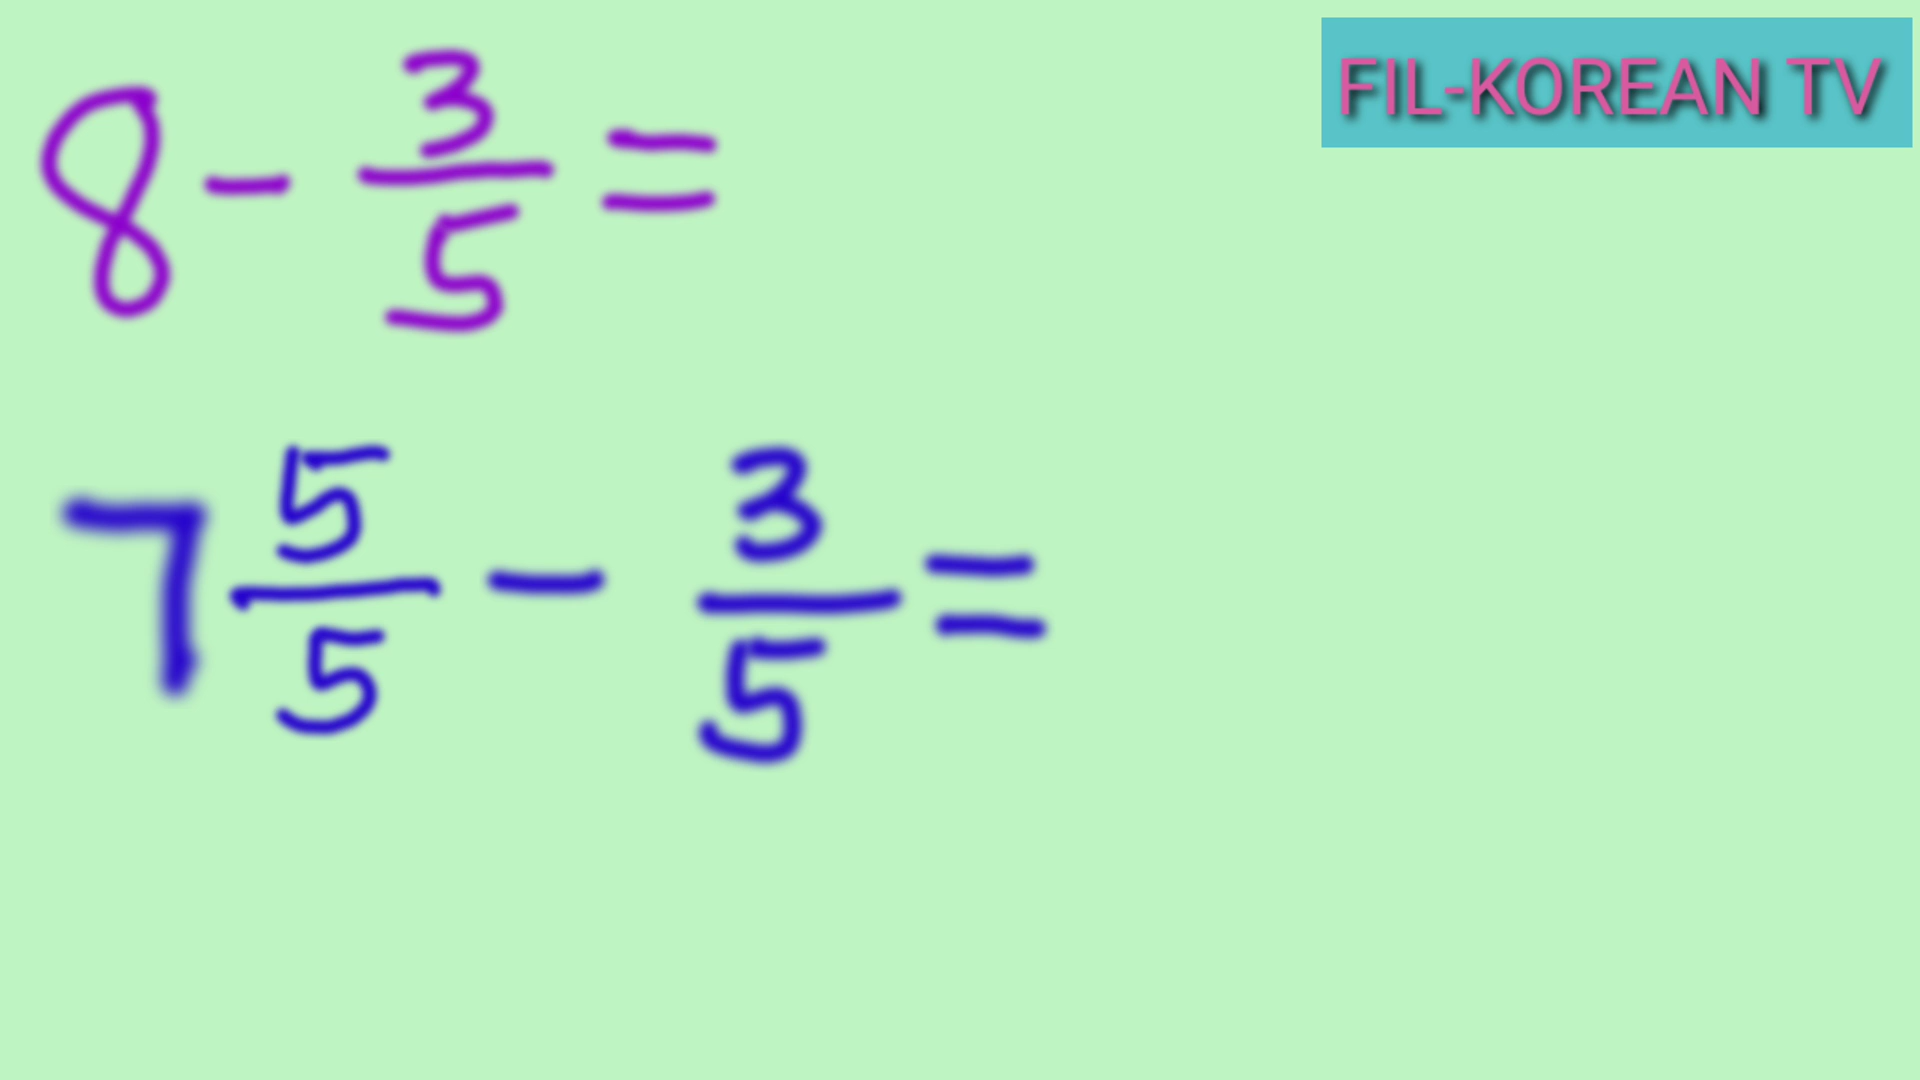 FIL-KOREAN TV
8 - 3/5 =
7 5/5 - 3/5 =